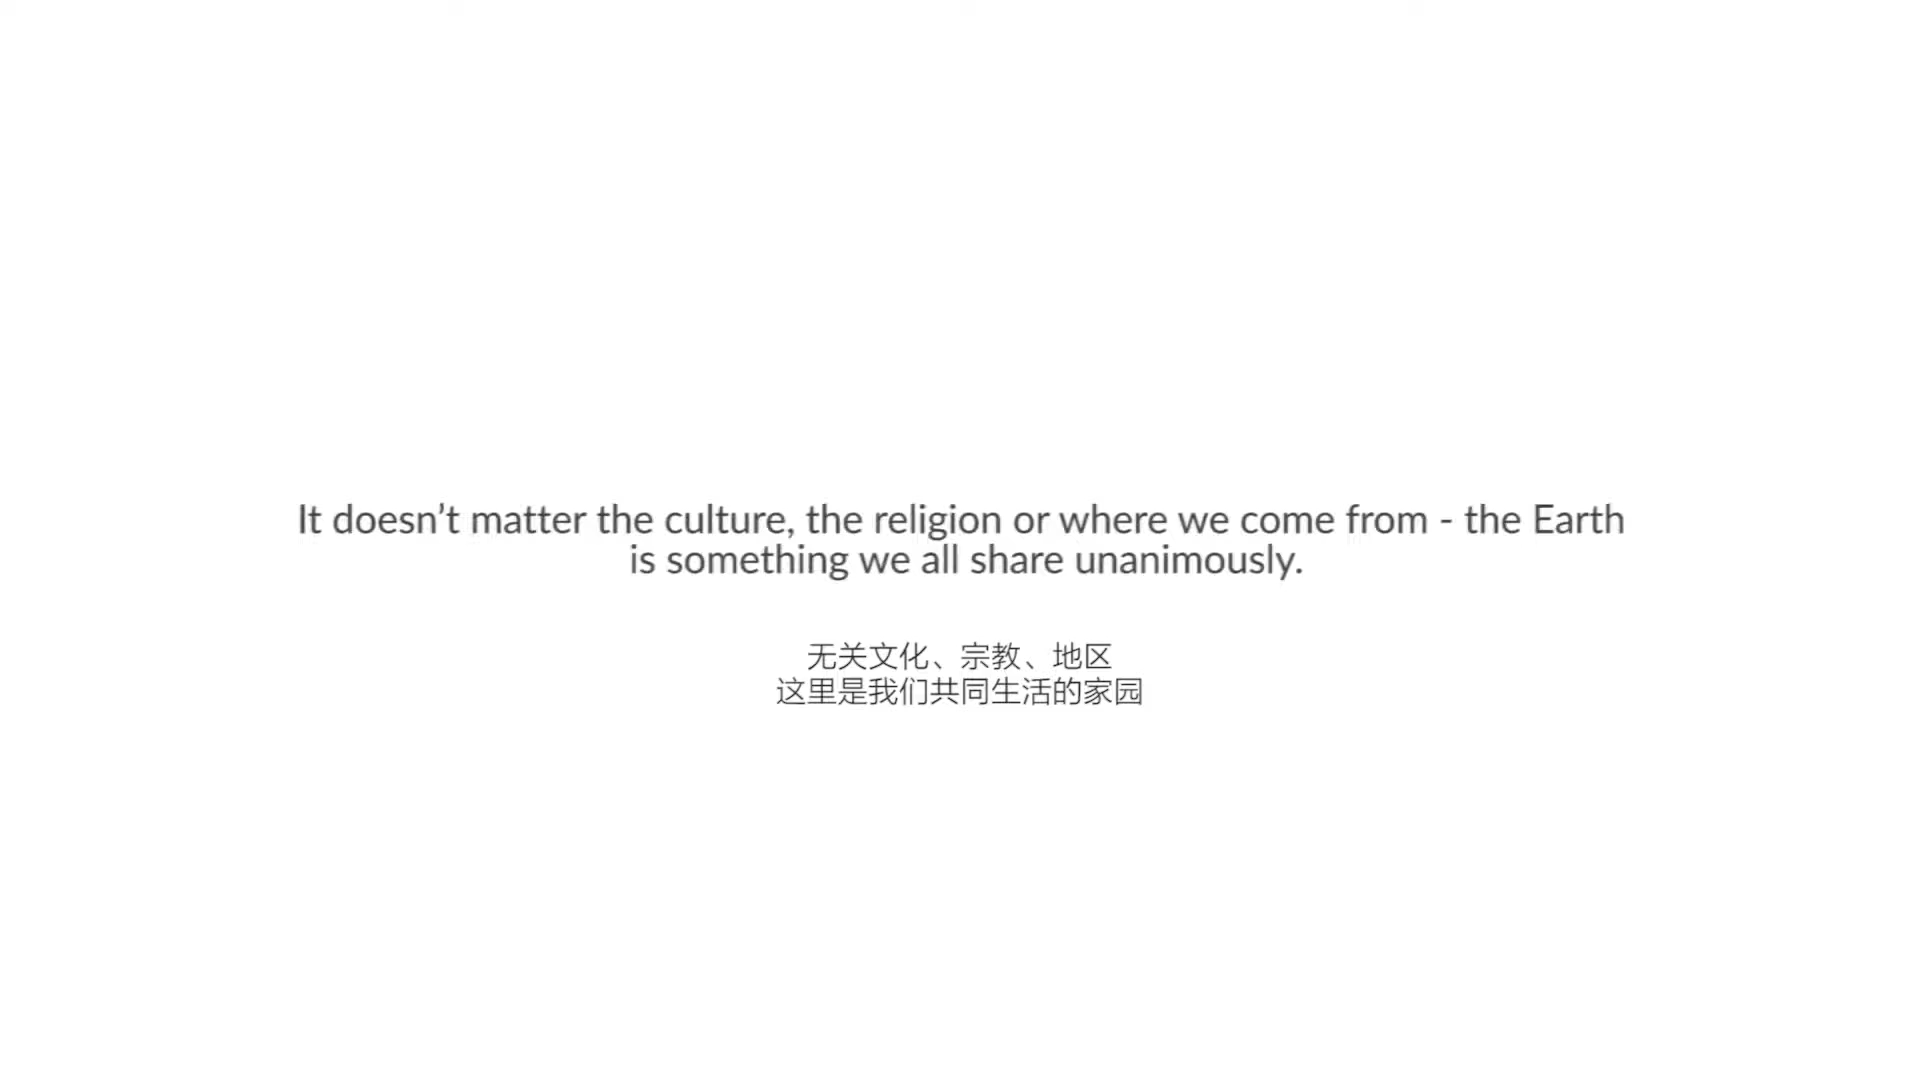 It doesn’t matter the culture, the religion or where we come from - the Earth
is something we all share unanimously.
无关文化、宗教、地区
这里是我们共同生活的家园